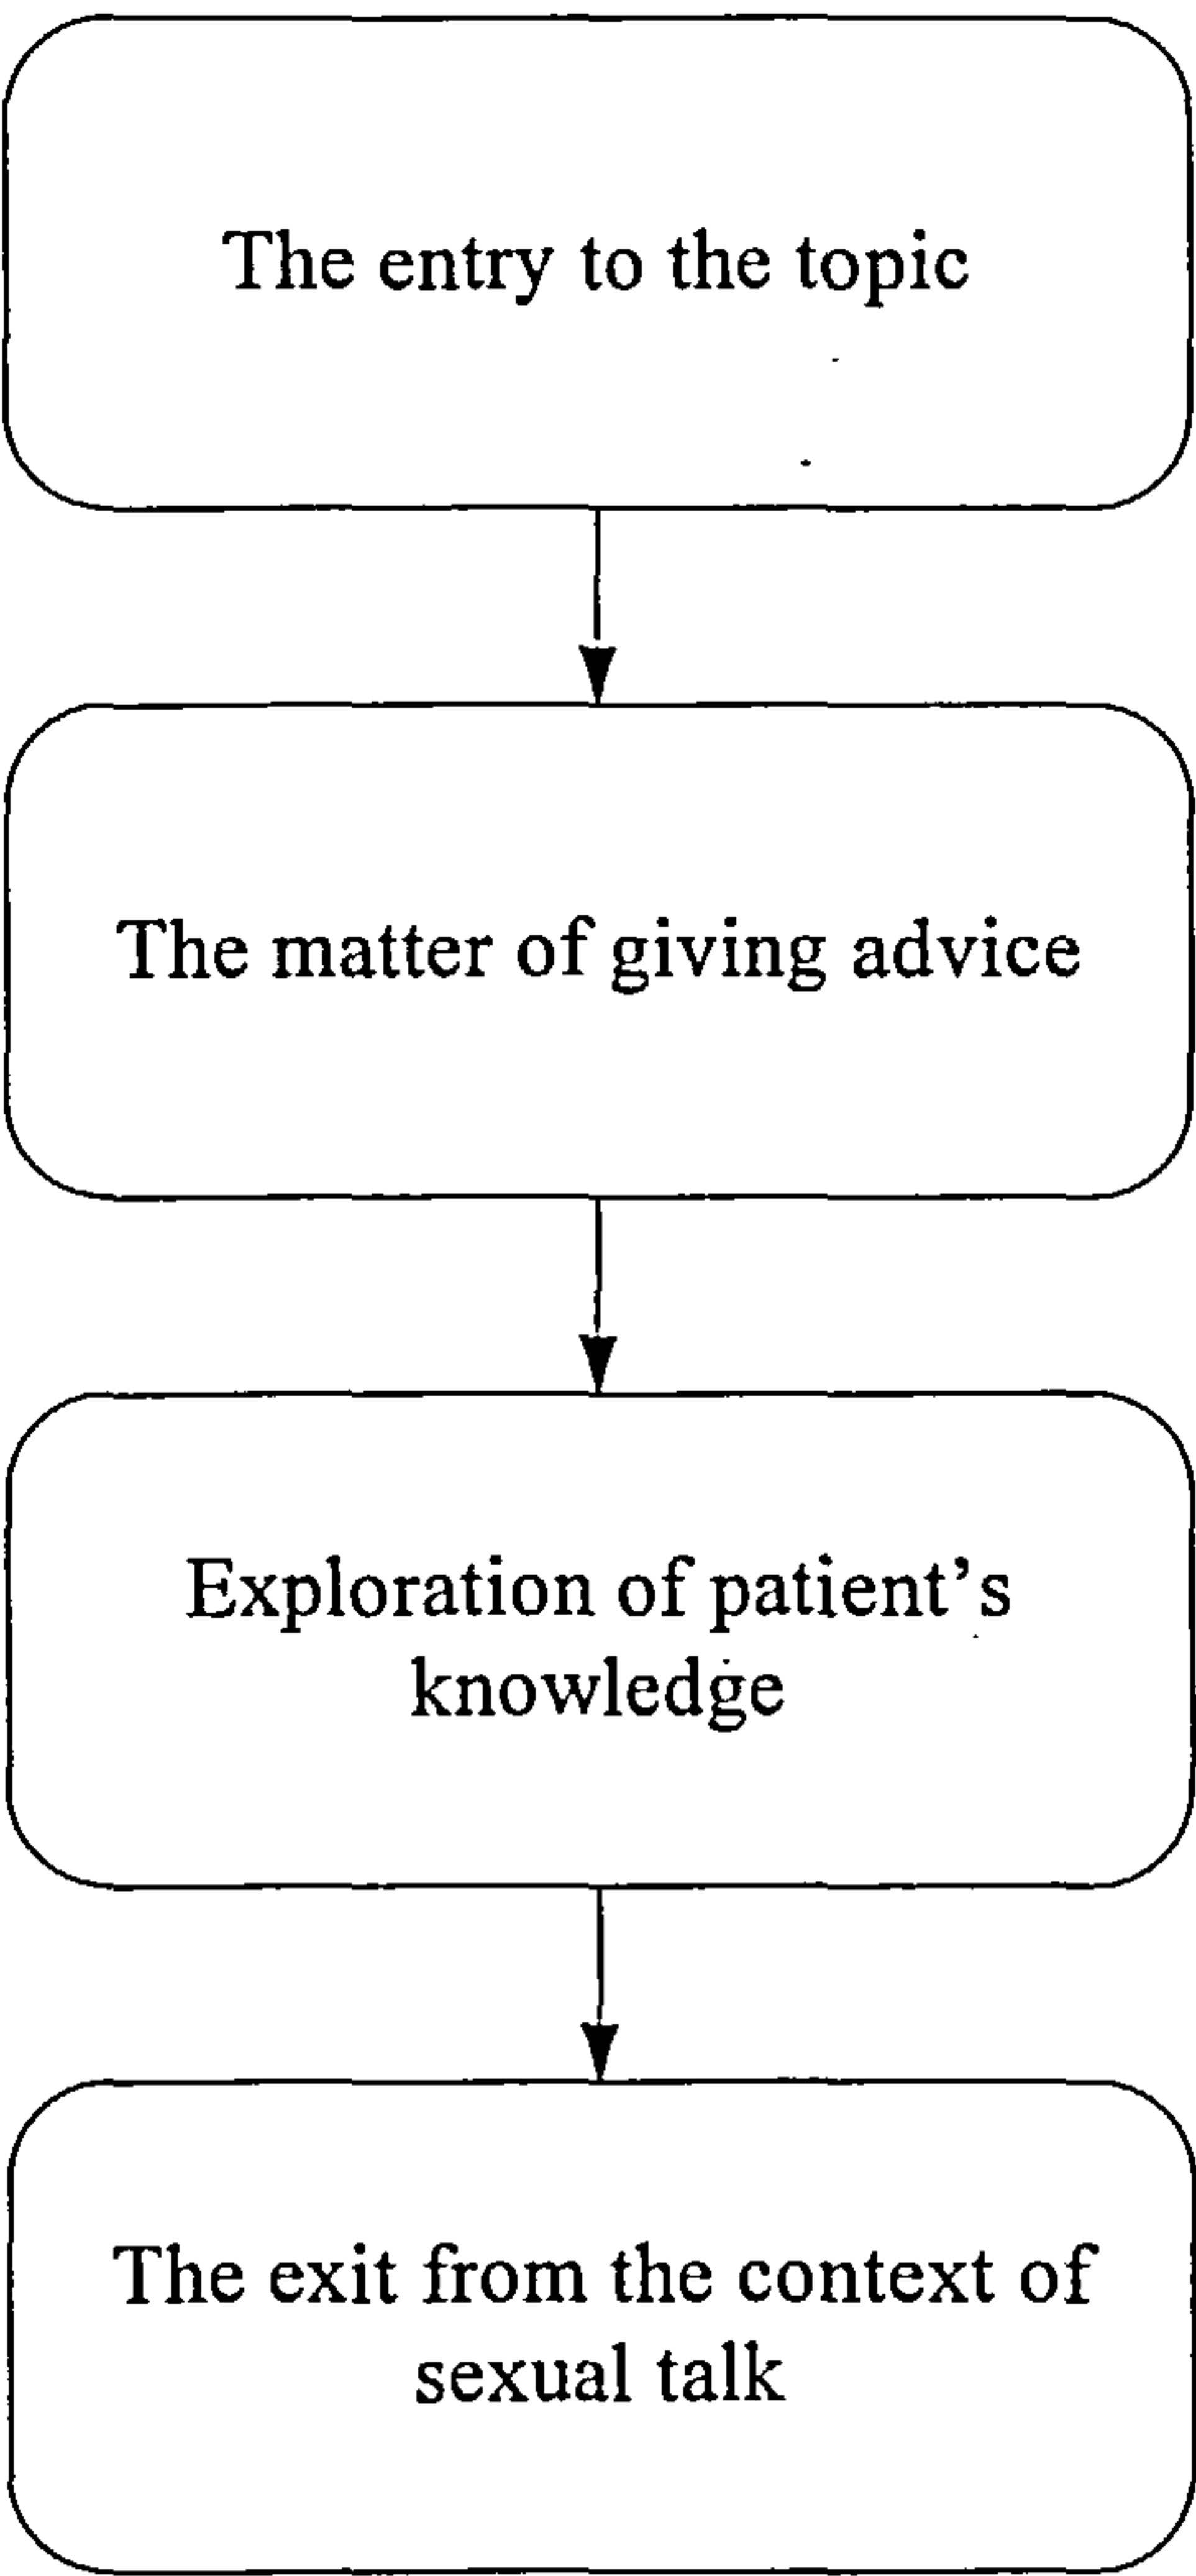 The entry to the topic
The matter of giving advice
Exploration of patient’s
knowledge
The exit from the context of
sexual talk